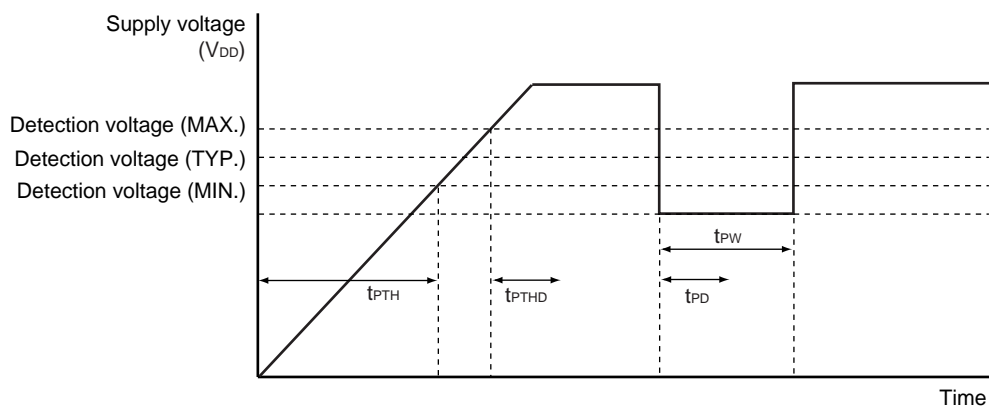 Supply voltage
(VDD)
Detection voltage (MAX.)
Detection voltage (TYP.)
Detection voltage (MIN.)
tPW
tPTH
tPTHD
tPD
Time